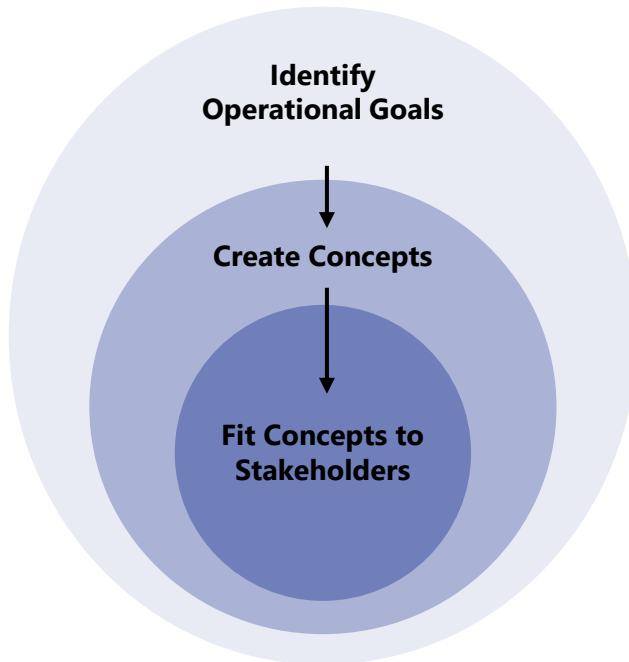 Identify
Operational Goals
Create Concepts
Fit Concepts to
Stakeholders